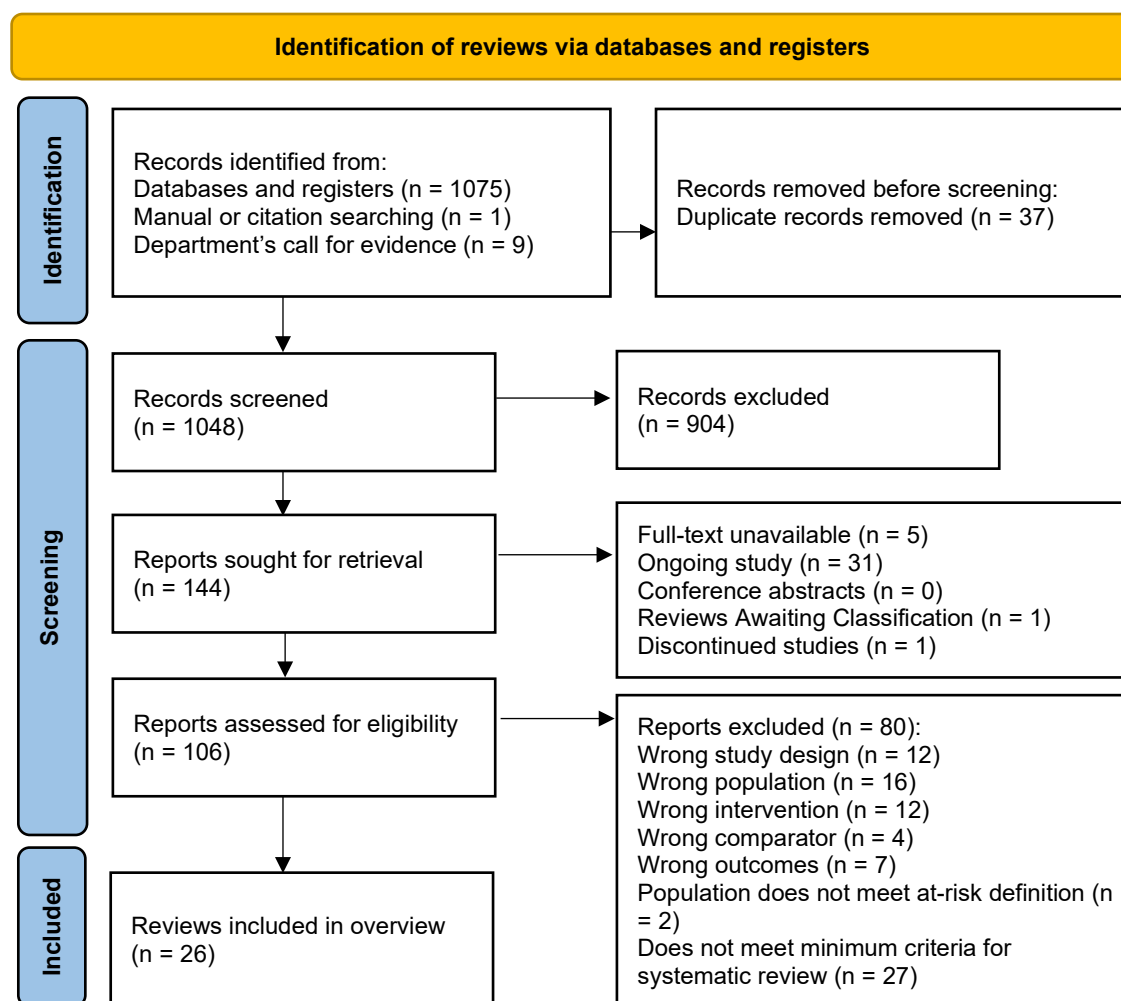 Identification of reviews via databases and registers
Identification
Records identified from:
Databases and registers (n = 1075)
Manual or citation searching (n = 1)
Department’s call for evidence (n = 9)
Records removed before screening:
Duplicate records removed (n = 37)
Screening
Records screened
(n = 1048)
Records excluded
(n = 904)
Reports sought for retrieval
(n = 144)
Full-text unavailable (n = 5)
Ongoing study (n = 31)
Conference abstracts (n = 0)
Reviews Awaiting Classification (n = 1)
Discontinued studies (n = 1)
Reports assessed for eligibility
(n = 106)
Reports excluded (n = 80):
Wrong study design (n = 12)
Wrong population (n = 16)
Wrong intervention (n = 12)
Wrong comparator (n = 4)
Wrong outcomes (n = 7)
Population does not meet at-risk definition (n
= 2)
Does not meet minimum criteria for
systematic review (n = 27)
Included
Reviews included in overview
(n = 26)